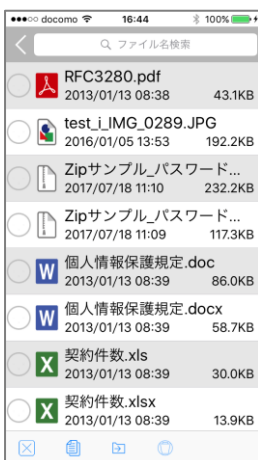 docomo 16:44 100%
ファイル名検索
RFC3280.pdf
2013/01/13 08:38 43.1KB
test_i_IMG_0289.JPG
2016/01/05 13:53 192.2KB
Zipサンプル_パスワード...
2017/07/18 11:10 232.2KB
Zipサンプル_パスワード...
2017/07/18 11:09 117.3KB
個人情報保護規定.doc
2013/01/13 08:39 86.0KB
個人情報保護規定.docx
2013/01/13 08:39 58.7KB
契約件数.xls
2013/01/13 08:39 30.0KB
契約件数.xlsx
2013/01/13 08:39 13.9KB